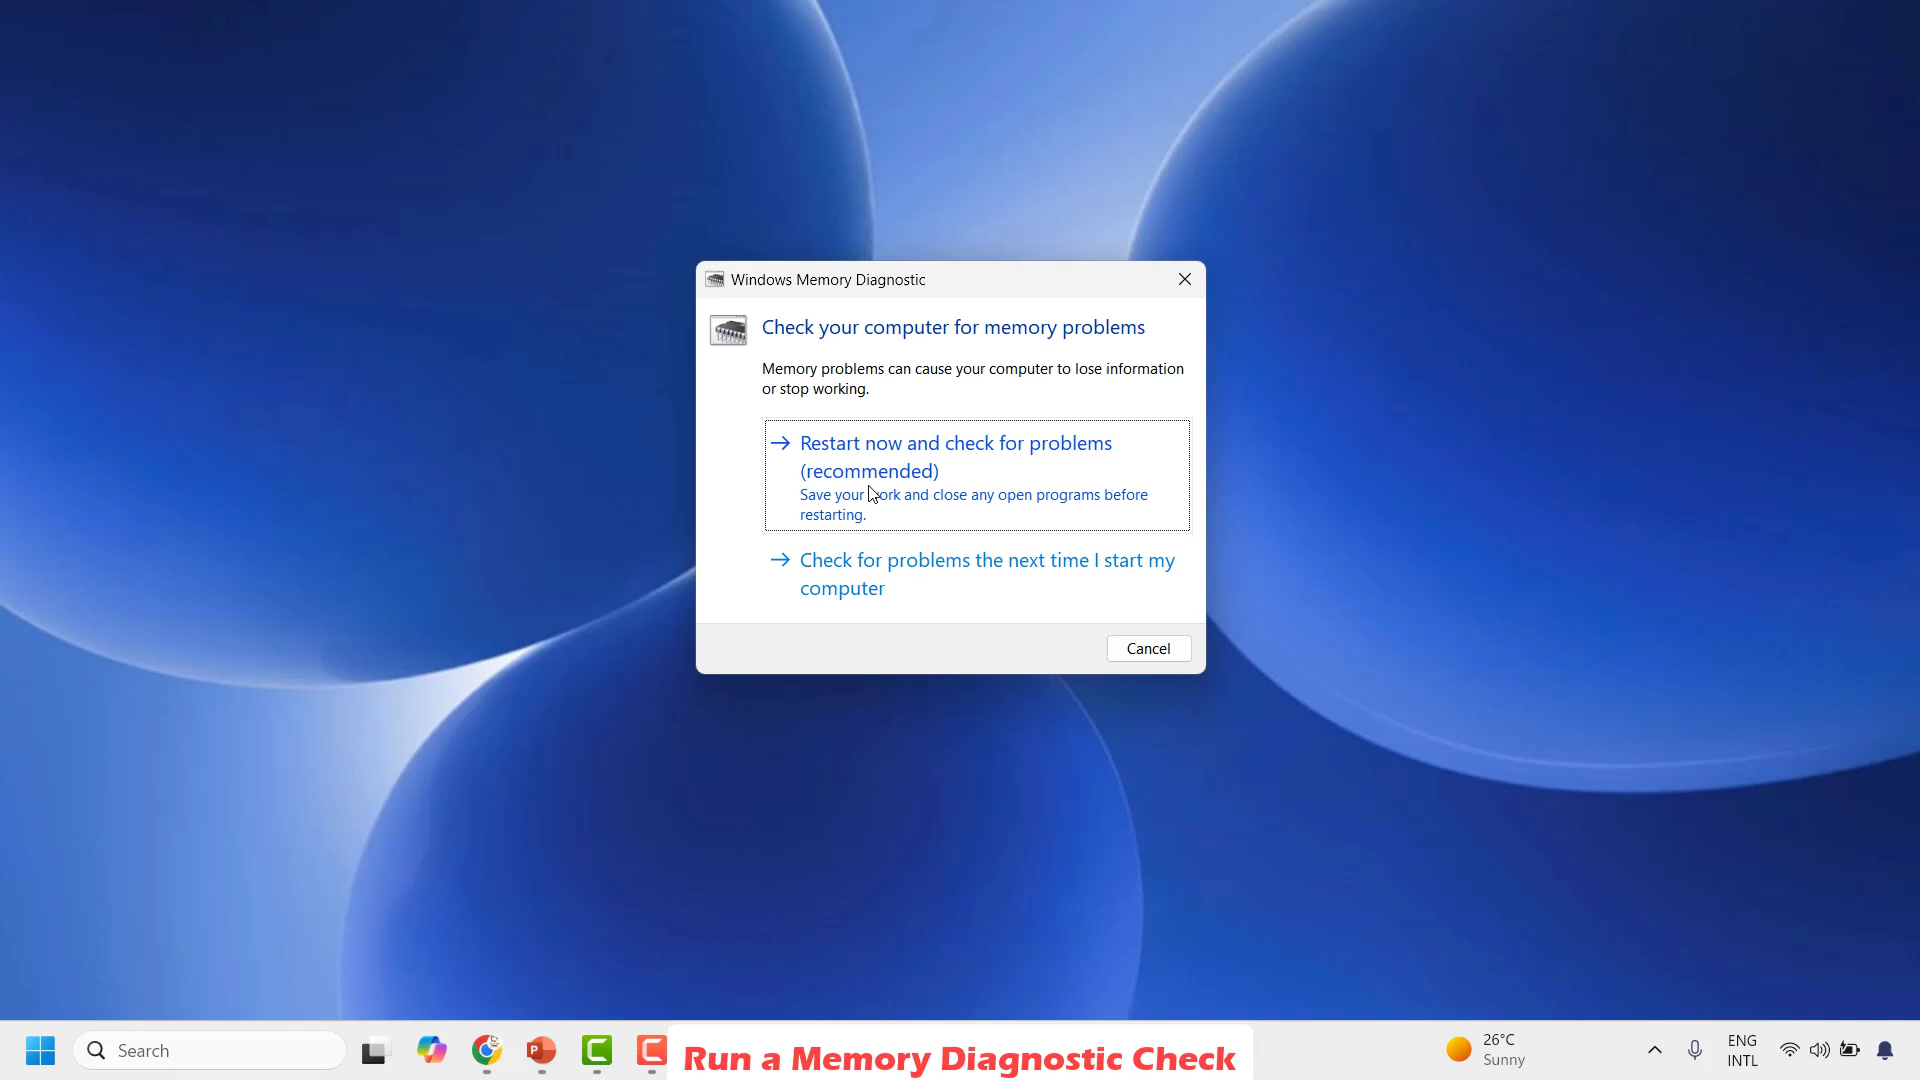 Windows Memory Diagnostic
Check your computer for memory problems
Memory problems can cause your computer to lose information
or stop working.
Restart now and check for problems
(recommended)
Save your work and close any open programs before
restarting.
Check for problems the next time I start my
computer
Cancel
Search
Run a Memory Diagnostic Check
26°C
Sunny
ENG
INTL